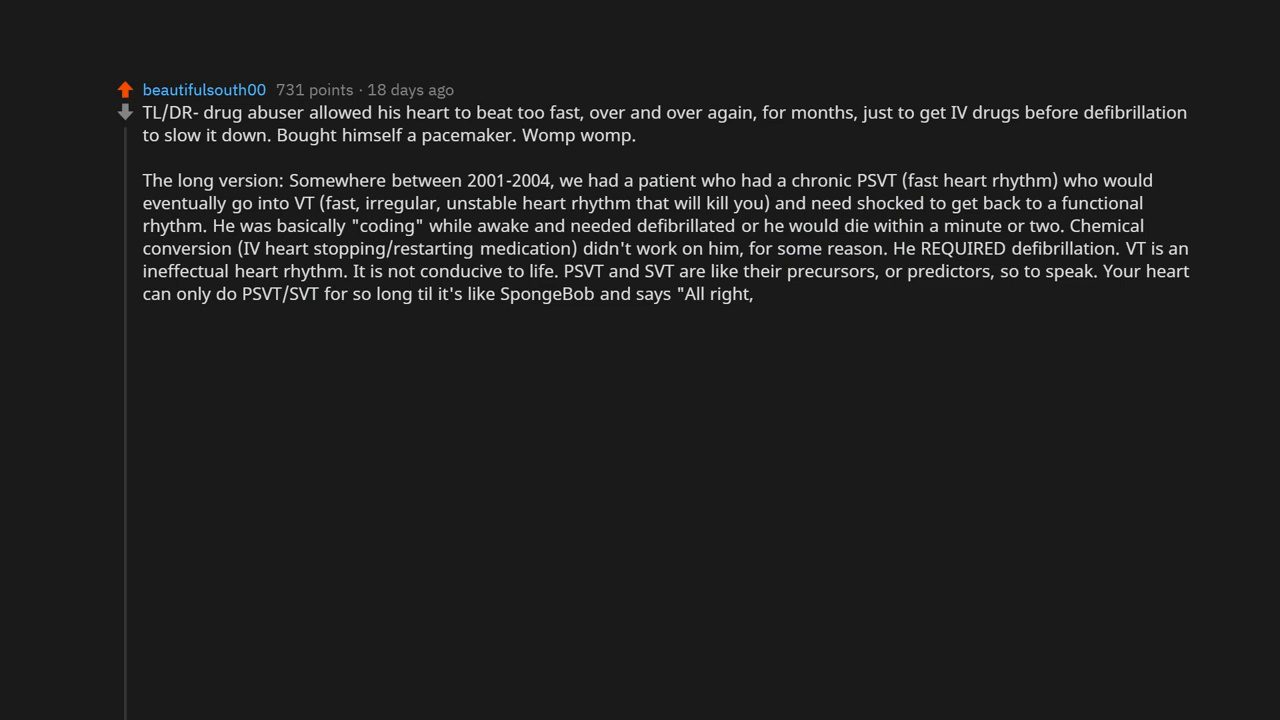 beautifulsouth00 731 points · 18 days ago
TL/DR- drug abuser allowed his heart to beat too fast, over and over again, for months, just to get IV drugs before defibrillation
to slow it down. Bought himself a pacemaker. Womp womp.
The long version: Somewhere between 2001-2004, we had a patient who had a chronic PSVT (fast heart rhythm) who would
eventually go into VT (fast, irregular, unstable heart rhythm that will kill you) and need shocked to get back to a functional
rhythm. He was basically "coding" while awake and needed defibrillated or he would die within a minute or two. Chemical
conversion (IV heart stopping/restarting medication) didn't work on him, for some reason. He REQUIRED defibrillation. VT is an
ineffectual heart rhythm. It is not conducive to life. PSVT and SVT are like their precursors, or predictors, so to speak. Your heart
can only do PSVT/SVT for so long til it's like SpongeBob and says "All right,